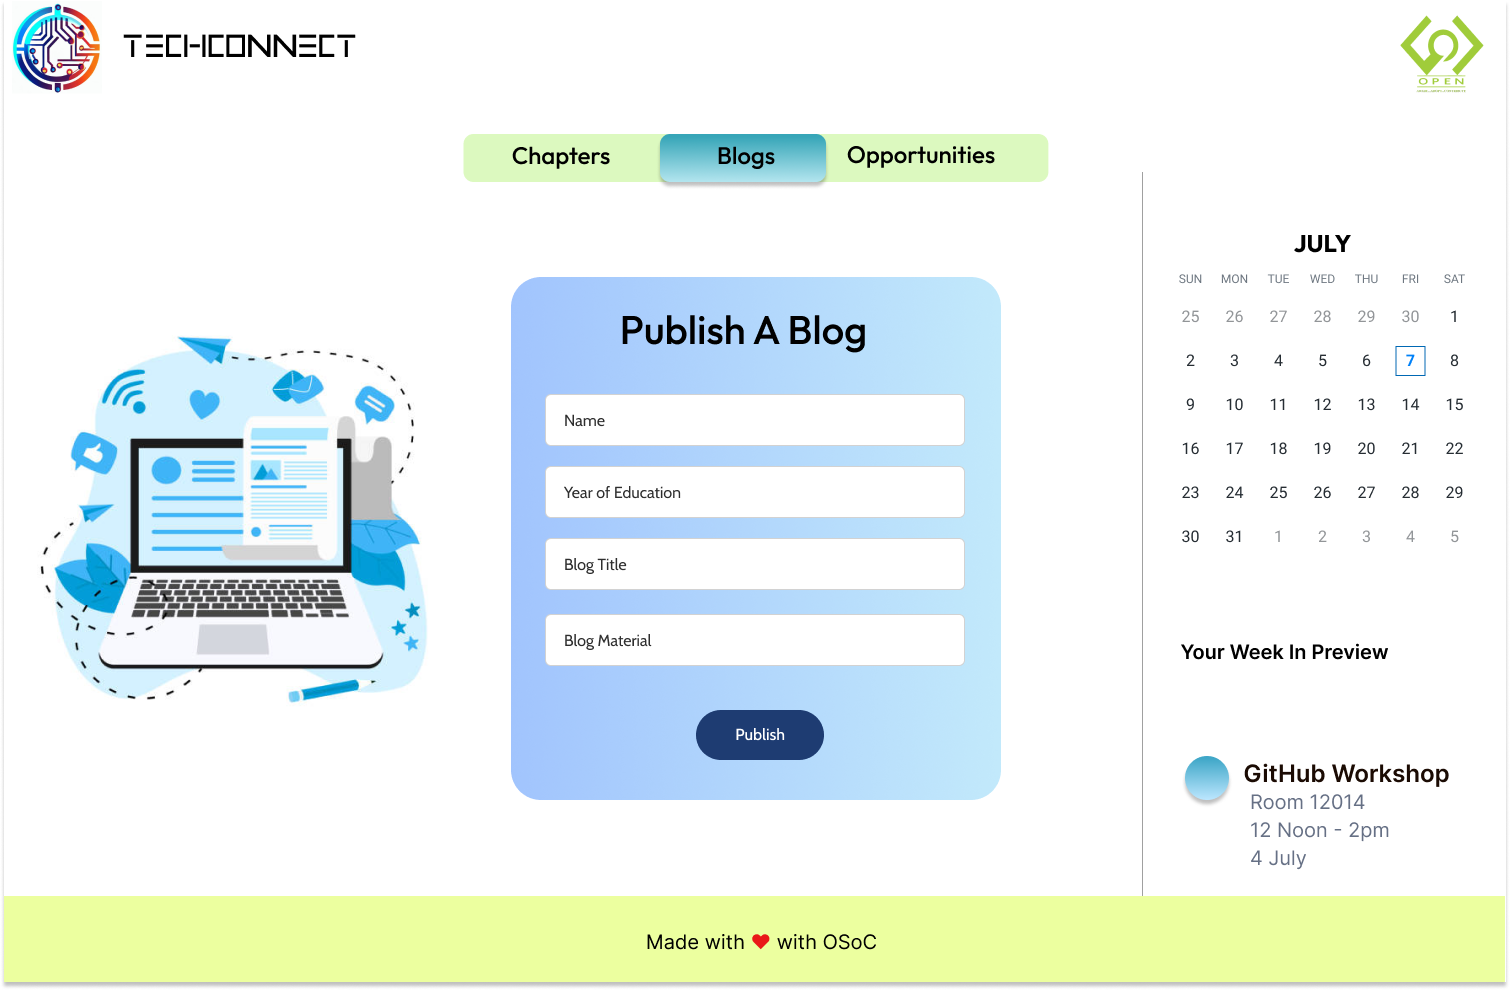 TECHCONNECT
OPEN
Chapters Blogs Opportunities
JULY
SUN MON TUE WED THU FRI SAT
25 26 27 28 29 30 1
2 3 4 5 6 7 8
9 10 11 12 13 14 15
16 17 18 19 20 21 22
23 24 25 26 27 28 29
30 31 1 2 3 4 5
Publish A Blog
Name
Year of Education
Blog Title
Blog Material
Publish
Your Week In Preview
GitHub Workshop
Room 12014
12 Noon - 2pm
4 July
Made with ❤ with OSoC